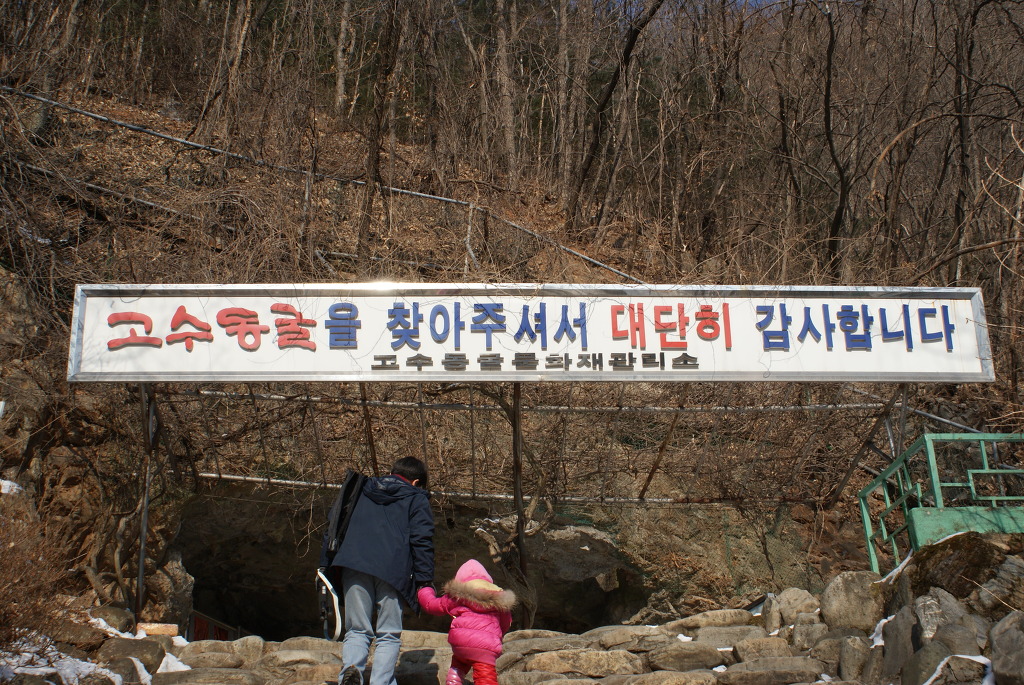 고수동굴을 찾아주셔서 대단히 감사합니다
고수동굴문화재관리소